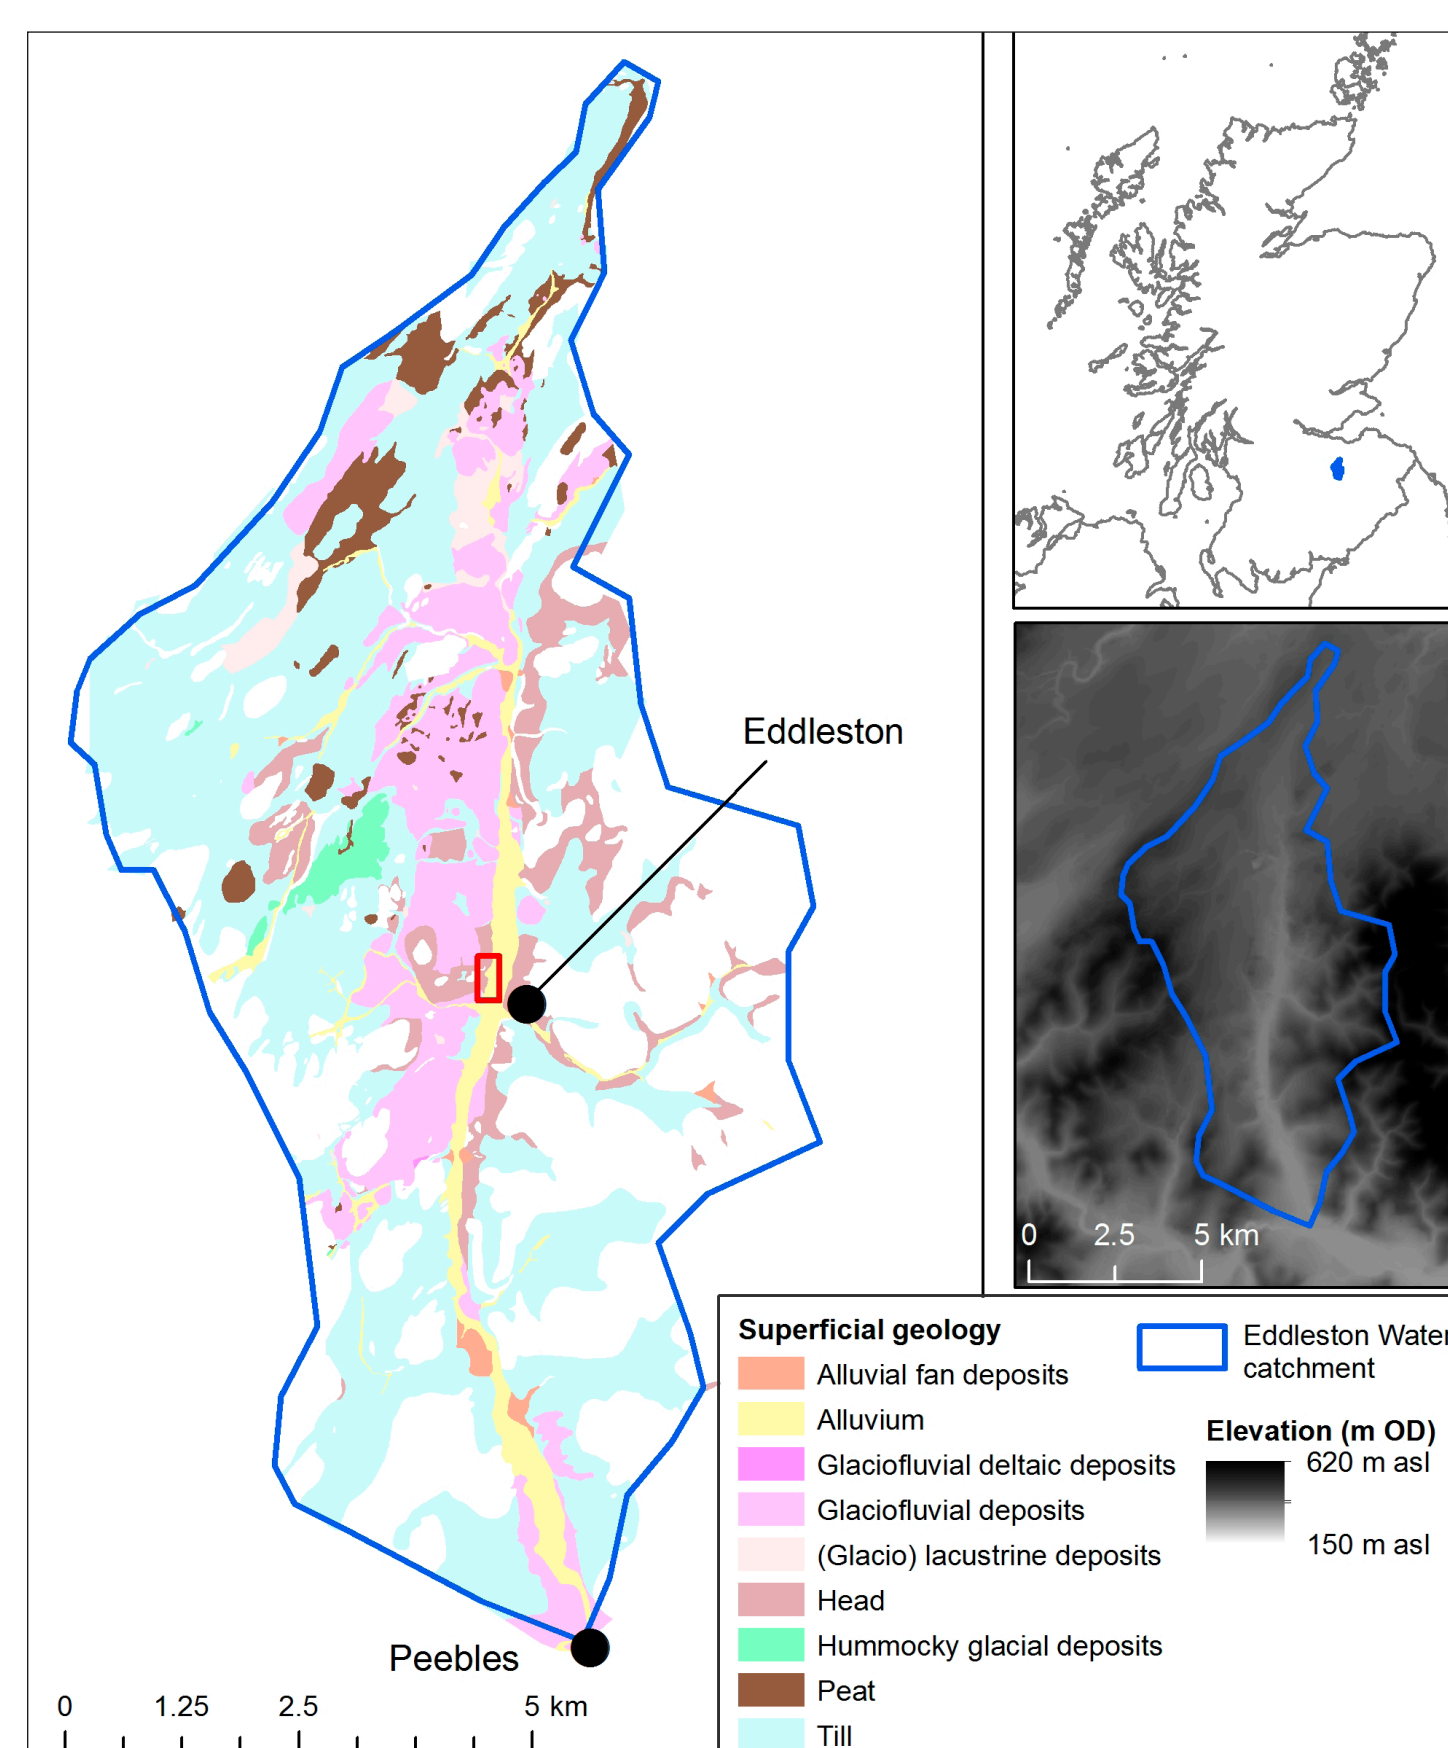 Eddleston
Peebles
0 1.25 2.5 5 km
0 2.5 5 km
Superficial geology
Alluvial fan deposits
Alluvium
Glaciofluvial deltaic deposits
Glaciofluvial deposits
(Glacio) lacustrine deposits
Head
Hummocky glacial deposits
Peat
Till
Eddleston Water
catchment
Elevation (m OD)
620 m asl
150 m asl